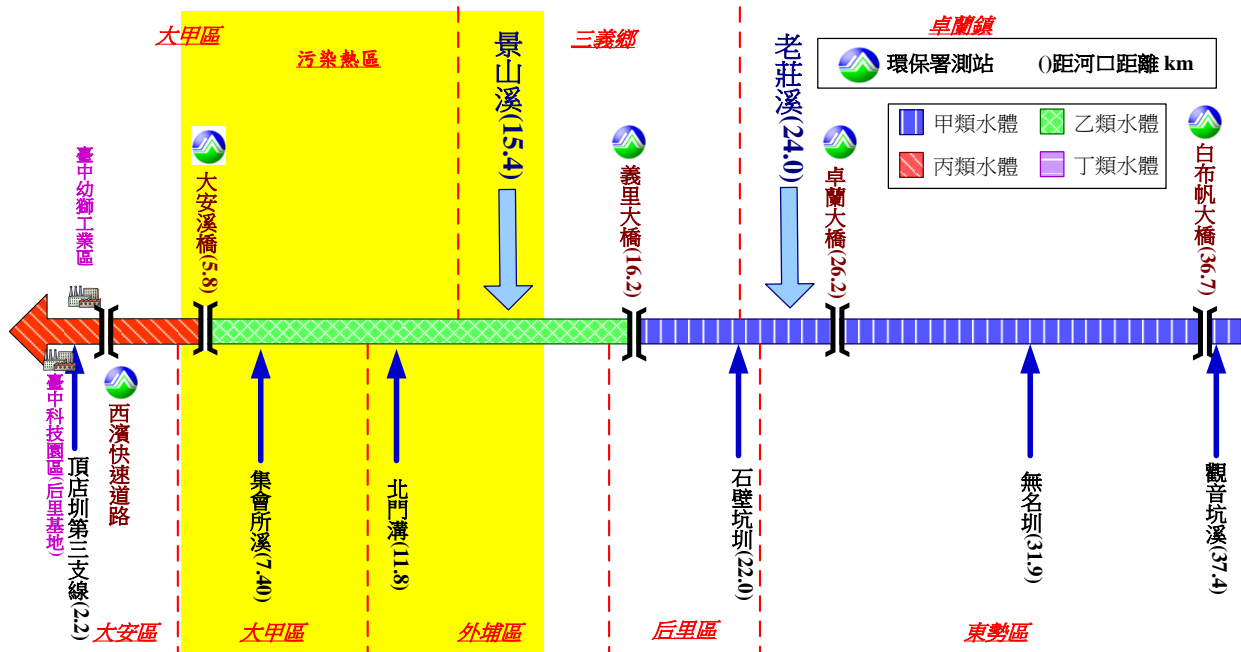 大甲區
污染熱區
三義鄉
卓蘭鎮
環保署測站 ()距河口距離 km
甲類水體
乙類水體
丙類水體
丁類水體
景山溪(15.4)
老莊溪(24.0)
臺中幼獅工業區
大安溪橋(5.8)
義里大橋(16.2)
卓蘭大橋(26.2)
白布帆大橋(36.7)
臺中科技園區(后里基地)
頂店圳第三支線(2.2)
西濱快速道路
集會所溪(7.40)
北門溝(11.8)
石壁坑圳(22.0)
無名圳(31.9)
觀音坑溪(37.4)
大安區
大甲區
外埔區
后里區
東勢區